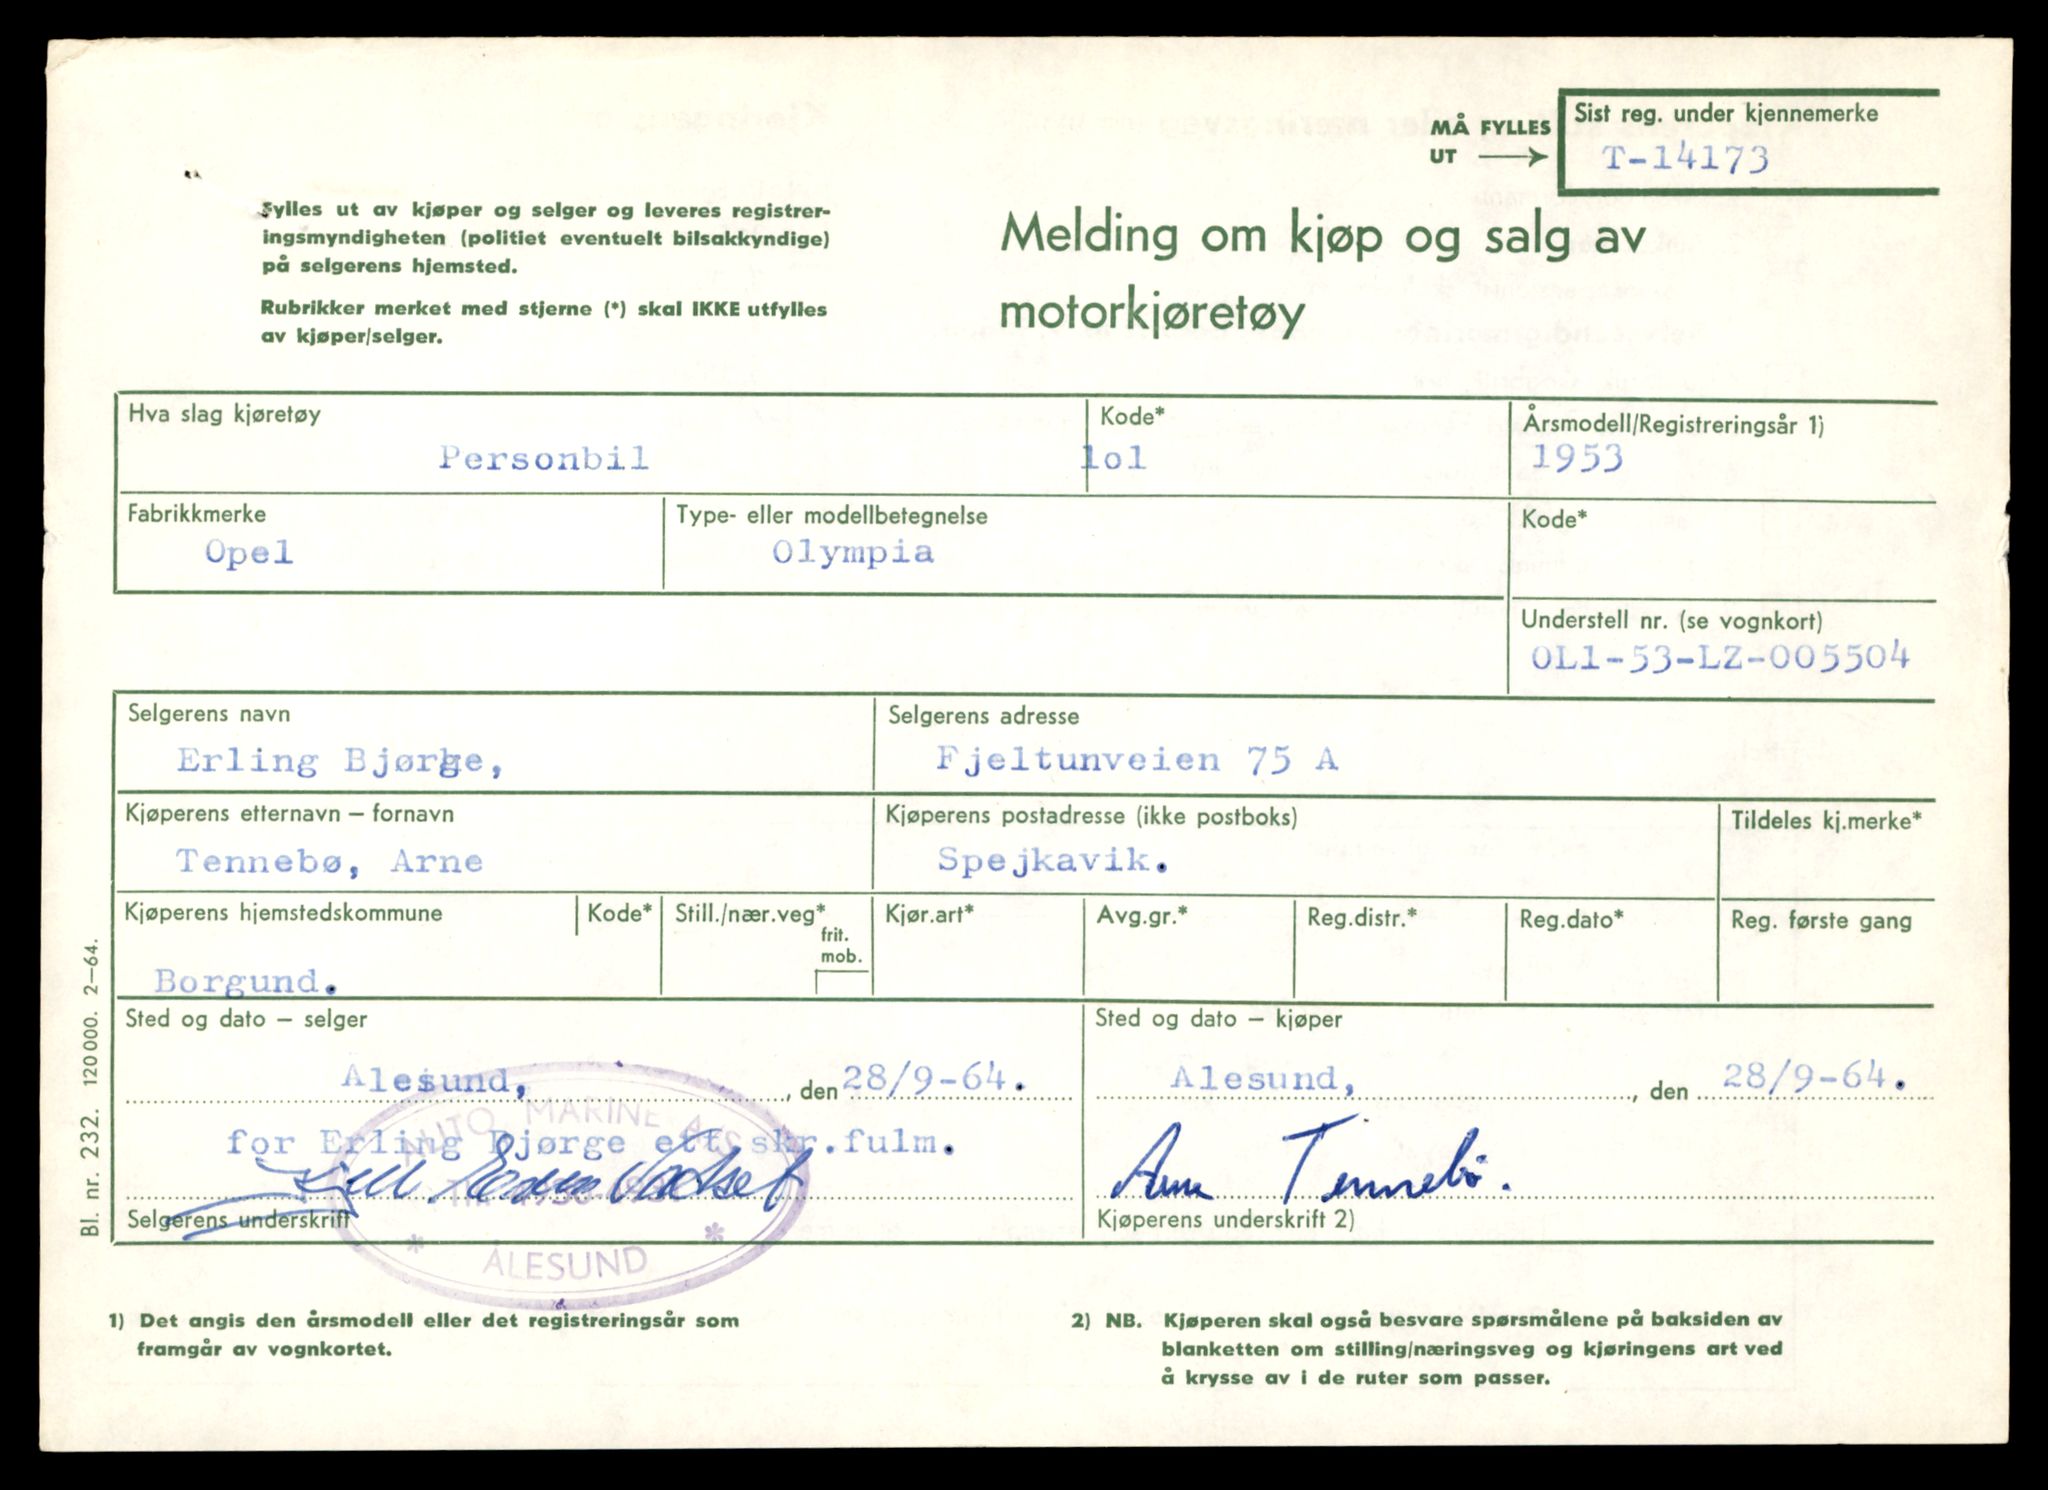 MÅ FYLLES UT
Sist reg. under kjennemerke
T-14173
Fylles ut av kjøper og selger og leveres registrer-
ingsmyndigheten (politiet eventuelt bilsakkyndige)
på selgerens hjemsted.
Rubrikker merket med stjerne (*) skal IKKE utfylles
av kjøper/selger.
Melding om kjøp og salg av
motorkjøretøy
Hva slag kjøretøy
Personbil
Kode*
lol
Årsmodell/Registreringsår 1)
1953
Fabrikkmerke
Opel
Type- eller modellbetegnelse
Olympia
Kode*
Understell nr. (se vognkort)
OL1-53-LZ-005504
Selgerens navn
Erling Bjørge,
Selgerens adresse
Fjeltunveien 75 A
Kjøperens etternavn – fornavn
Tennebø, Arne
Kjøperens postadresse (ikke postboks)
Spejkavik.
Tildeles kj.merke*
Kjøperens hjemstedskommune
Borgund.
Kode*
Still./nær.veg*
frit.
mob.
Kjør.art*
Avg.gr.*
Reg.distr.*
Reg.dato*
Reg. første gang
Sted og dato – selger
Ålesund, , den 28/9-64.
for Erling Bjørge ett skr.fulm.
Selgerens underskrift
AUTO MARINE A/S
ÅLESUND
Sted og dato – kjøper
Ålesund, , den 28/9-64.
Arne Tennebø.
Kjøperens underskrift 2)
Bl. nr. 232. 120 000. 2–64.
1) Det angis den årsmodell eller det registreringsår som
framgår av vognkortet.
2) NB. Kjøperen skal også besvare spørsmålene på baksiden av
blanketten om stilling/næringsveg og kjøringens art ved
å krysse av i de ruter som passer.